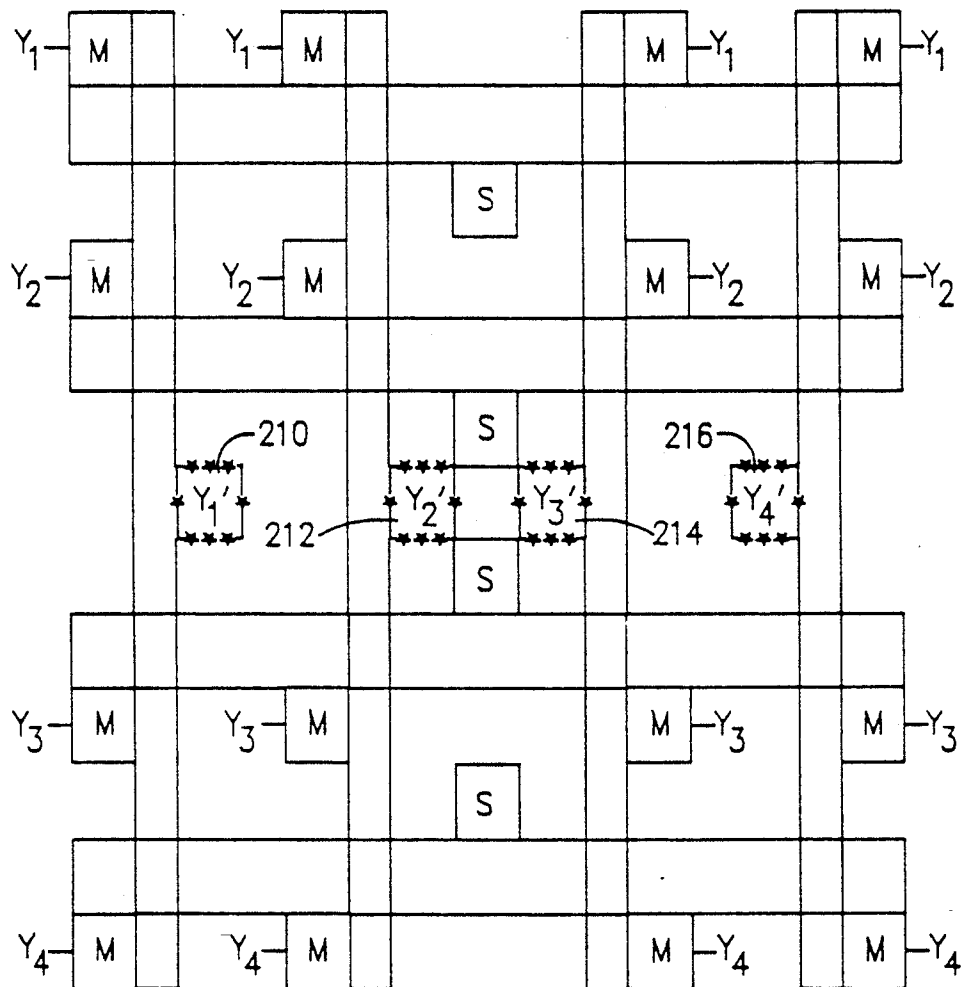 Y1 M Y1 M M Y1 M Y1
S
Y2 M Y2 M M Y2 M Y2
S
210 216
Y1' Y2' Y3' Y4'
212 214
S
Y3 M Y3 M M Y3 M Y3
S
Y4 M Y4 M M Y4 M Y4